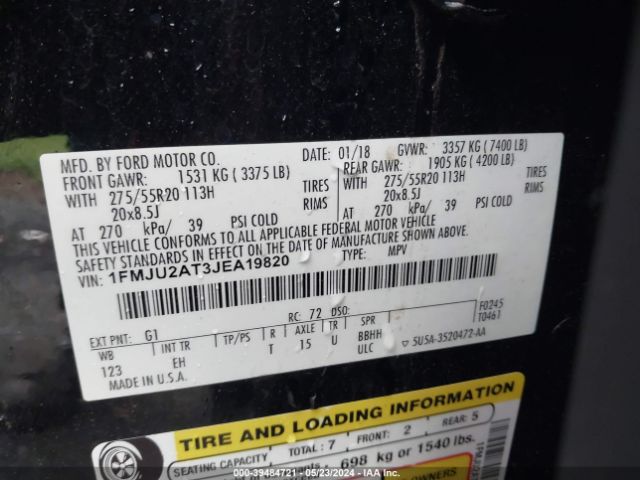 MFD. BY FORD MOTOR CO.
DATE: 01/18 GVWR: 3357 KG ( 7400 LB)
FRONT GAWR: 1531 KG ( 3375 LB)
REAR GAWR: 1905 KG ( 4200 LB)
WITH 275/55R20 113H TIRES
WITH 275/55R20 113H TIRES
20x8.5J RIMS
20x8.5J RIMS
AT 270 kPa/ 39 PSI COLD
AT 270 kPa/ 39 PSI COLD
THIS VEHICLE CONFORMS TO ALL APPLICABLE FEDERAL MOTOR VEHICLE
SAFETY STANDARDS IN EFFECT ON THE DATE OF MANUFACTURE SHOWN ABOVE.
VIN: 1FMJU2AT3JEA19820
TYPE: MPV
F0245
T0461
EXT PNT: G1 RC: 72 DSO:
WB INT TR TP/PS R AXLE TR SPR
123 EH T 15 U BBHH
ULC
▽ 5U5A-3520472-AA
MADE IN U.S.A.
TIRE AND LOADING INFORMATION
SEATING CAPACITY TOTAL: 7 FRONT: 2 REAR: 5
698 kg or 1540 lbs.
OWNERS
© IAA - 39484721 - 05/23/2024 - IAAI.COM